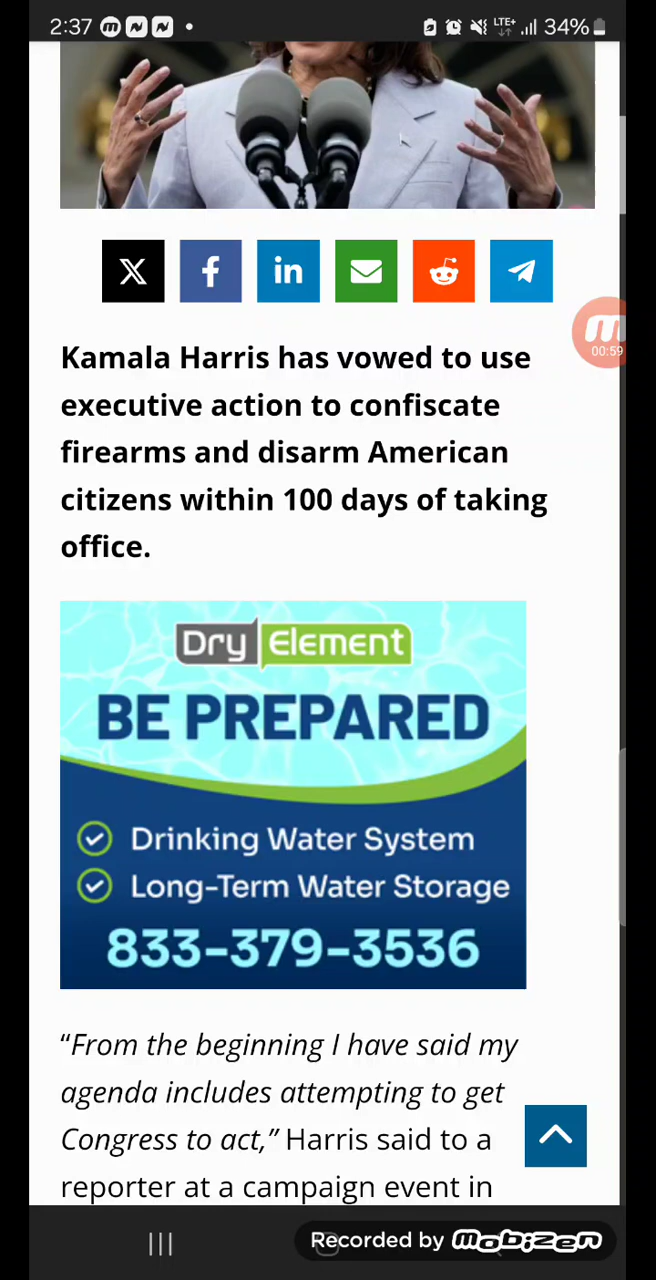 2:37
LTE+ 34%
X f in
00:59
Kamala Harris has vowed to use
executive action to confiscate
firearms and disarm American
citizens within 100 days of taking
office.
Dry Element
BE PREPARED
Drinking Water System
Long-Term Water Storage
833-379-3536
“From the beginning I have said my
agenda includes attempting to get
Congress to act,” Harris said to a
reporter at a campaign event in
Recorded by mobizen